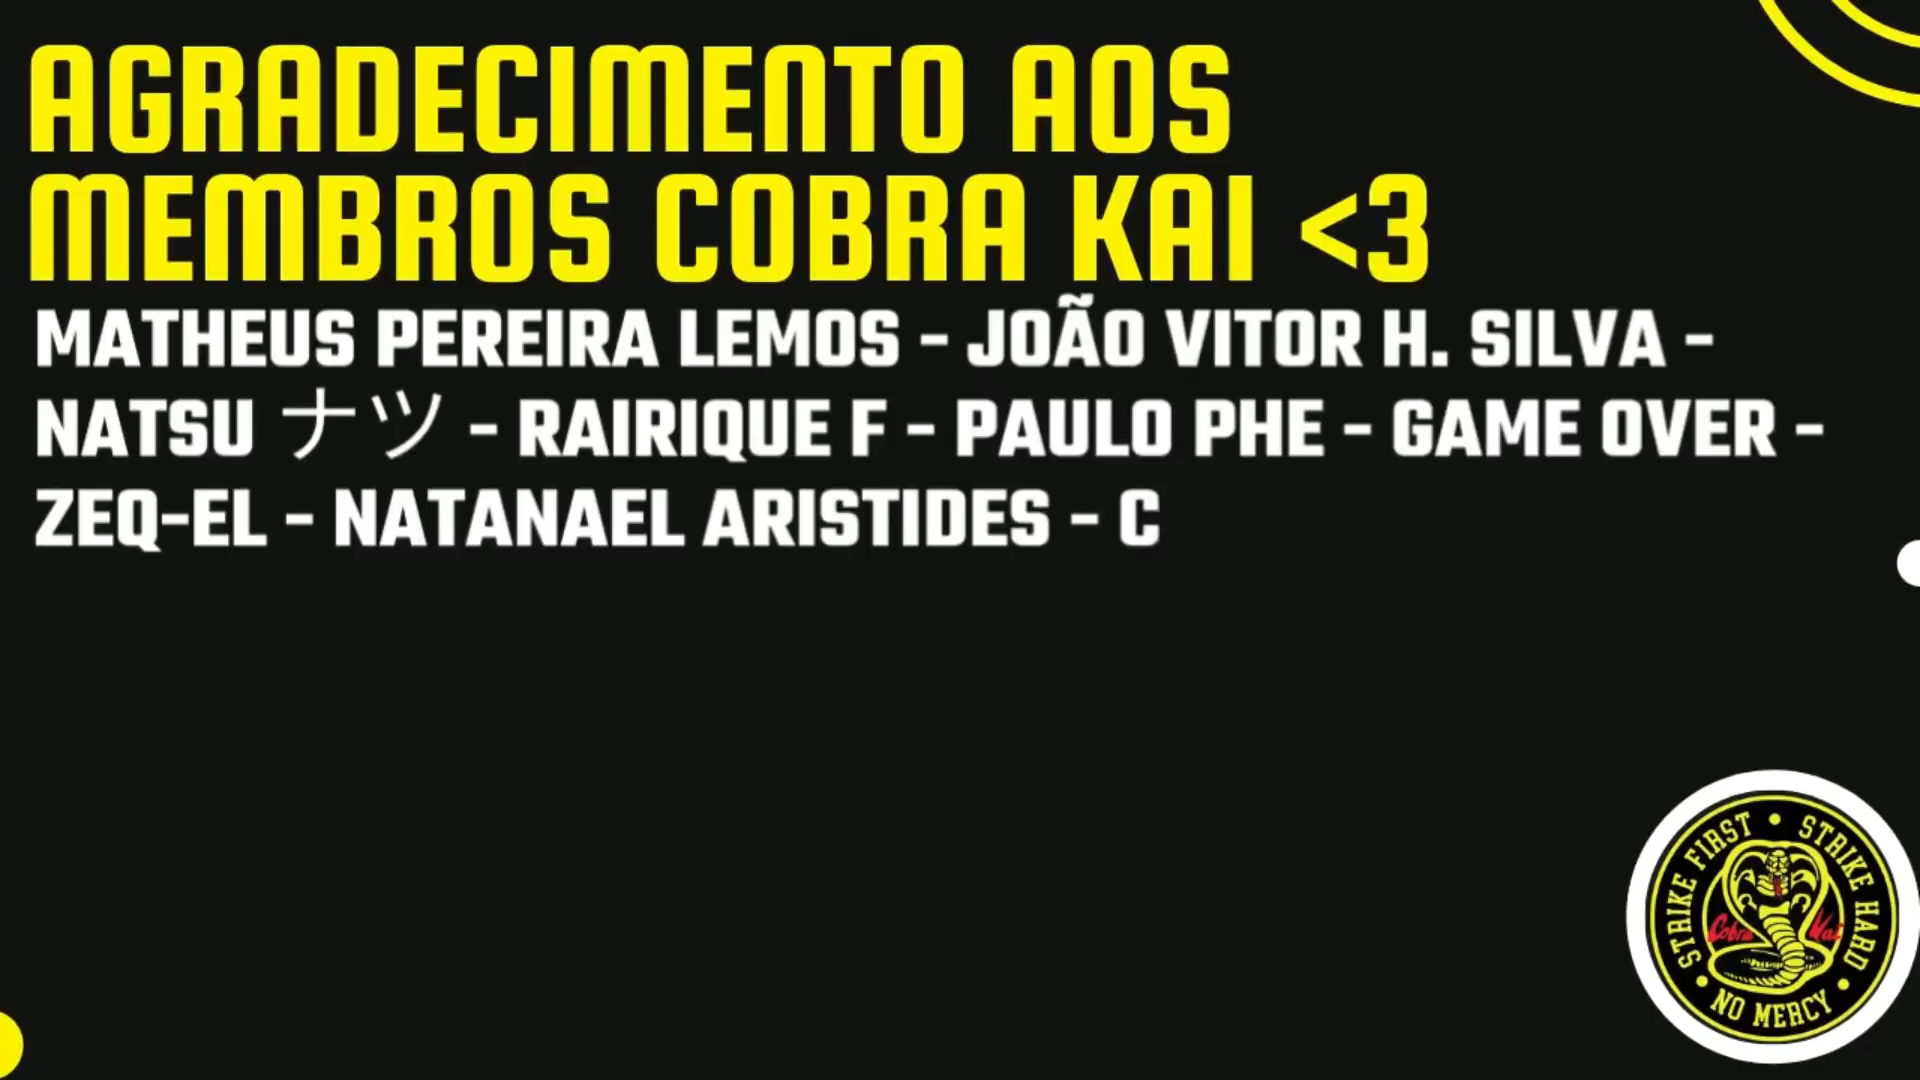 AGRADECIMENTO AOS
MEMBROS COBRA KAI <3
MATHEUS PEREIRA LEMOS - JOÃO VITOR H. SILVA -
NATSU ナツ - RAIRIQUE F - PAULO PHE - GAME OVER -
ZEQ-EL - NATANAEL ARISTIDES - C
STRIKE FIRST • STRIKE HARD
Cobra Kai
• NO MERCY •